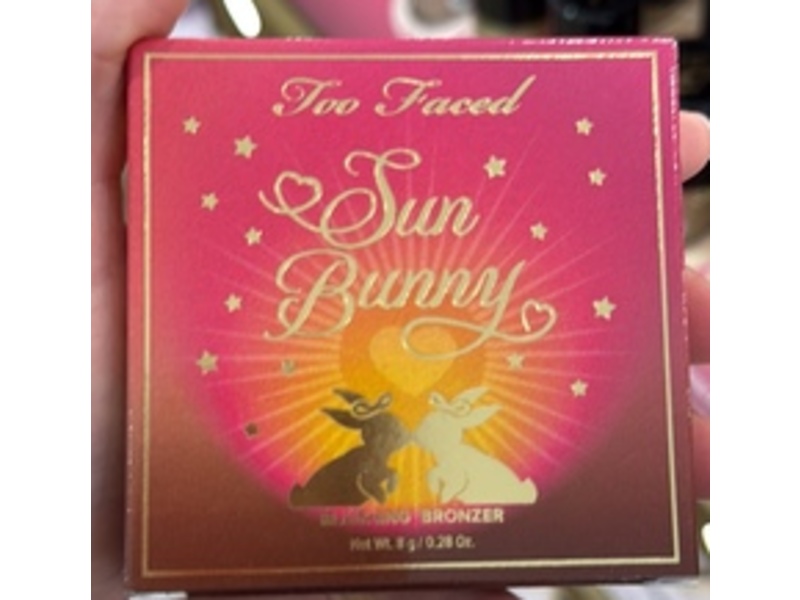 Too Faced
Sun
Bunny
BRONZER
Net Wt. 8 g / 0.28 Oz.